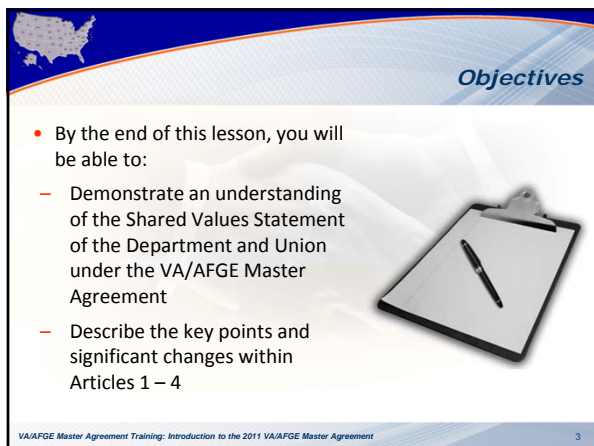 Objectives
• By the end of this lesson, you will
be able to:
– Demonstrate an understanding
of the Shared Values Statement
of the Department and Union
under the VA/AFGE Master
Agreement
– Describe the key points and
significant changes within
Articles 1 – 4
VA/AFGE Master Agreement Training: Introduction to the 2011 VA/AFGE Master Agreement 3